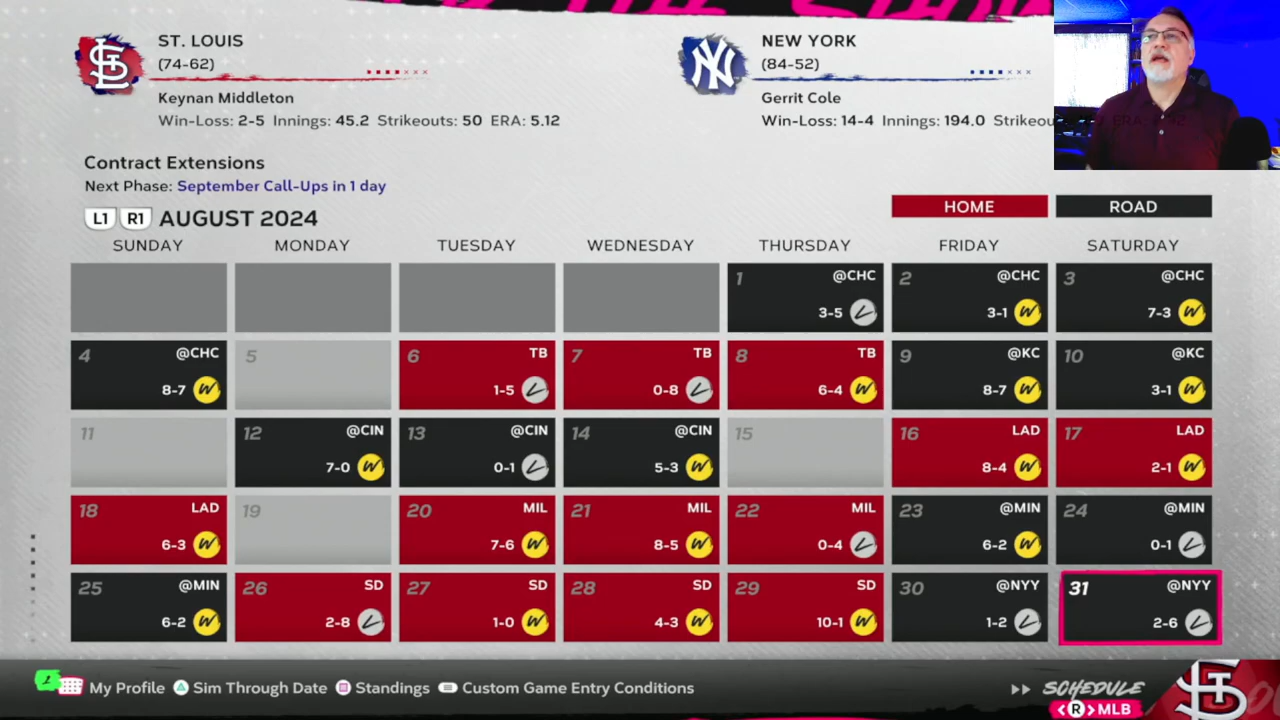 ST. LOUIS
(74-62)
Keynan Middleton
Win-Loss: 2-5 Innings: 45.2 Strikeouts: 50 ERA: 5.12
NEW YORK
(84-52)
Gerrit Cole
Win-Loss: 14-4 Innings: 194.0
Contract Extensions
Next Phase: September Call-Ups in 1 day
L1 R1 AUGUST 2024
HOME ROAD
SUNDAY MONDAY TUESDAY WEDNESDAY THURSDAY FRIDAY SATURDAY
1 @CHC 2 @CHC 3 @CHC
3-5 L 3-1 W 7-3 W
4 @CHC 5 6 TB 7 TB 8 TB 9 @KC 10 @KC
8-7 W 1-5 L 0-8 L 6-4 W 8-7 W 3-1 W
11 12 @CIN 13 @CIN 14 @CIN 15 16 LAD 17 LAD
7-0 W 0-1 L 5-3 W 8-4 W 2-1 W
18 LAD 19 20 MIL 21 MIL 22 MIL 23 @MIN 24 @MIN
6-3 W 7-6 W 8-5 W 0-4 L 6-2 W 0-1 L
25 @MIN 26 SD 27 SD 28 SD 29 SD 30 @NYY 31 @NYY
6-2 W 2-8 L 1-0 W 4-3 W 10-1 W 1-2 L 2-6 L
My Profile Sim Through Date Standings Custom Game Entry Conditions
SCHEDULE
R MLB